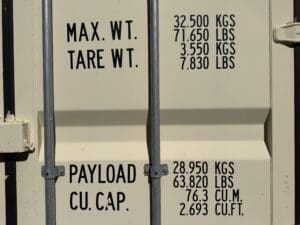 MAX. WT. 32.500 KGS
71.650 LBS
TARE WT. 3.550 KGS
7.830 LBS
PAYLOAD 28.950 KGS
63.820 LBS
CU. CAP. 76.3 CU.M.
2.693 CU.FT.